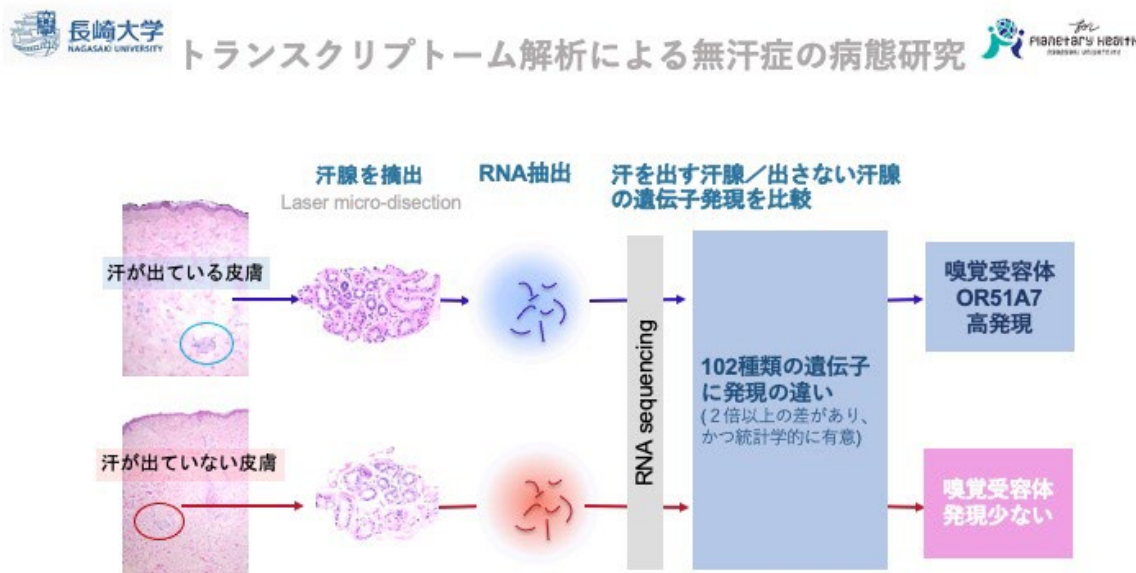 長崎大学
NAGASAKI UNIVERSITY
トランスクリプトーム解析による無汗症の病態研究
for
PLANETARY HEALTH
NAGASAKI UNIVERSITY
汗腺を摘出
Laser micro-disection
RNA抽出
汗を出す汗腺／出さない汗腺
の遺伝子発現を比較
汗が出ている皮膚
汗が出ていない皮膚
RNA sequencing
102種類の遺伝子
に発現の違い
(２倍以上の差があり、
かつ統計学的に有意)
嗅覚受容体
OR51A7
高発現
嗅覚受容体
発現少ない